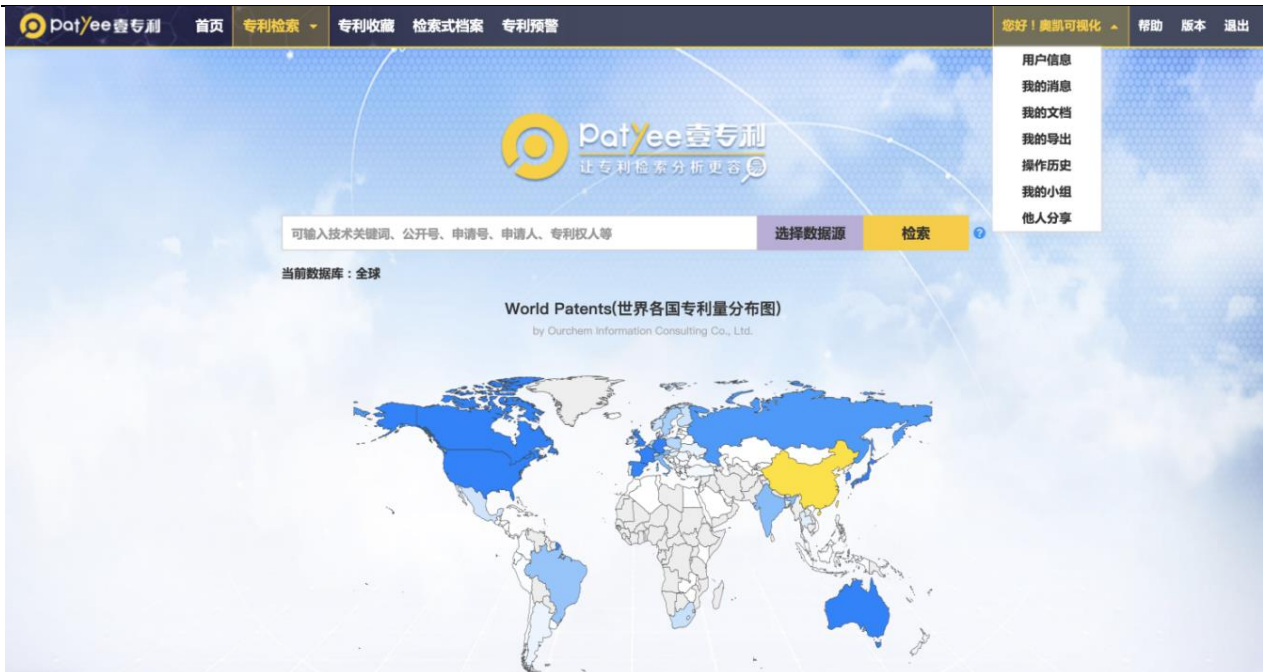 Patyee壹专利 首页 专利检索 专利收藏 检索式档案 专利预警 您好！奥凯可视化 帮助 版本 退出
用户信息
我的消息
我的文档
我的导出
操作历史
我的小组
他人分享
Patyee壹专利
让专利检索分析更容易
可输入技术关键词、公开号、申请号、申请人、专利权人等 选择数据源 检索 ?
当前数据库：全球
World Patents(世界各国专利量分布图)
by Ourchem Information Consulting Co., Ltd.